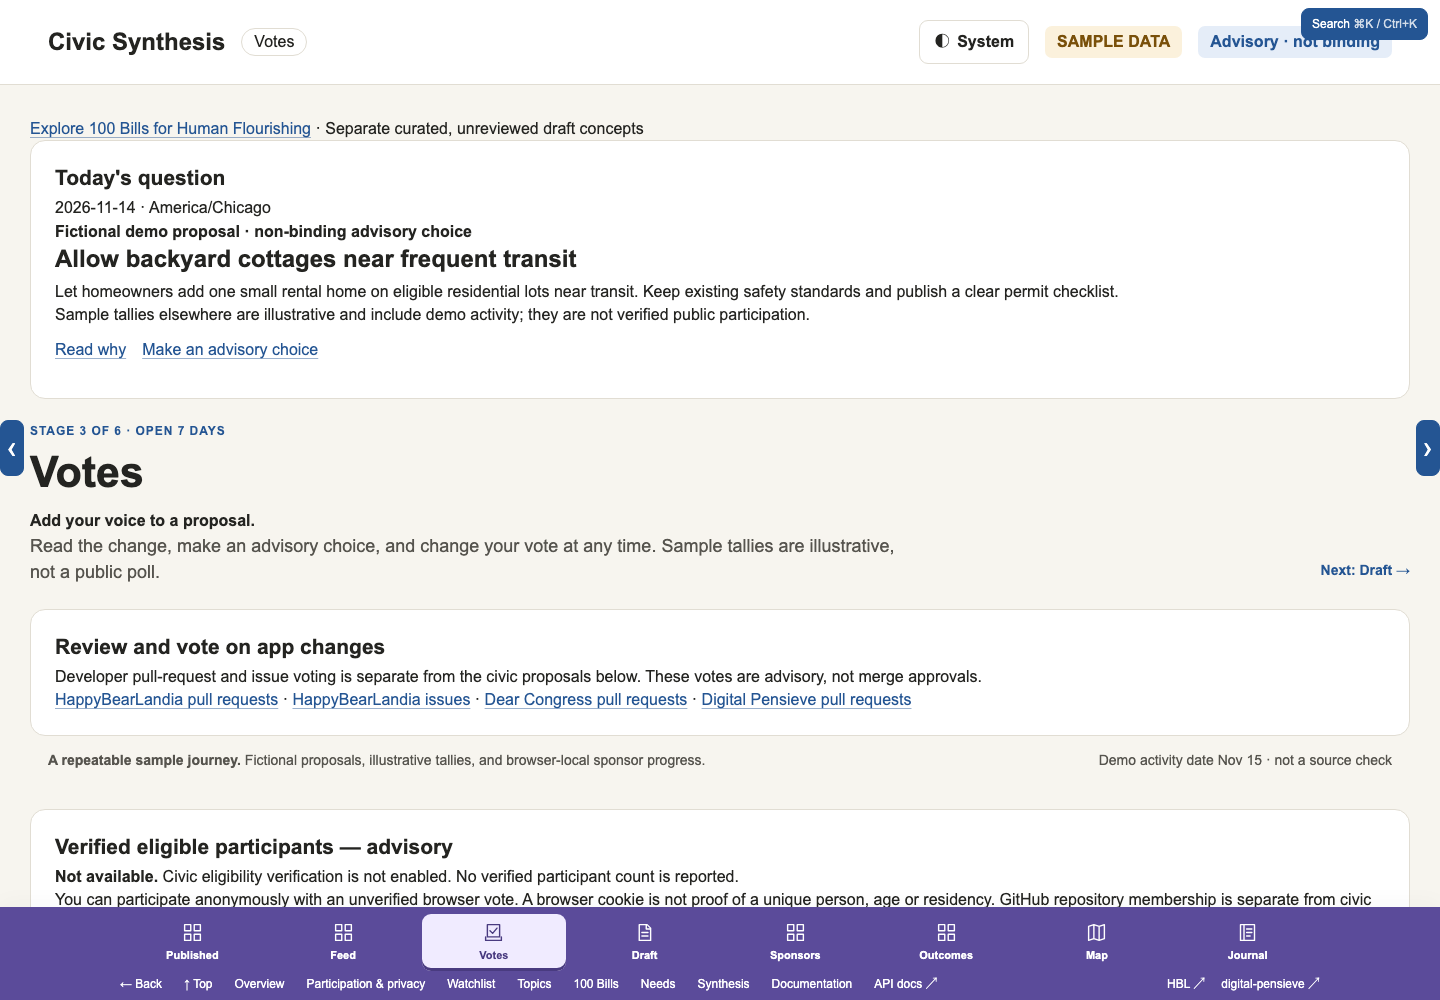 Civic Synthesis Votes System SAMPLE DATA Advisory · not binding
Search ⌘K / Ctrl+K
Explore 100 Bills for Human Flourishing · Separate curated, unreviewed draft concepts
Today's question
2026-11-14 · America/Chicago
Fictional demo proposal · non-binding advisory choice
Allow backyard cottages near frequent transit
Let homeowners add one small rental home on eligible residential lots near transit. Keep existing safety standards and publish a clear permit checklist.
Sample tallies elsewhere are illustrative and include demo activity; they are not verified public participation.
Read why Make an advisory choice
STAGE 3 OF 6 · OPEN 7 DAYS
Votes
Add your voice to a proposal.
Read the change, make an advisory choice, and change your vote at any time. Sample tallies are illustrative,
not a public poll.
Next: Draft →
Review and vote on app changes
Developer pull-request and issue voting is separate from the civic proposals below. These votes are advisory, not merge approvals.
HappyBearLandia pull requests · HappyBearLandia issues · Dear Congress pull requests · Digital Pensieve pull requests
A repeatable sample journey. Fictional proposals, illustrative tallies, and browser-local sponsor progress.
Demo activity date Nov 15 · not a source check
Verified eligible participants — advisory
Not available. Civic eligibility verification is not enabled. No verified participant count is reported.
You can participate anonymously with an unverified browser vote. A browser cookie is not proof of a unique person, age or residency. GitHub repository membership is separate from civic
Published Feed Votes Draft Sponsors Outcomes Map Journal
← Back ↑ Top Overview Participation & privacy Watchlist Topics 100 Bills Needs Synthesis Documentation API docs ↗ HBL ↗ digital-pensieve ↗